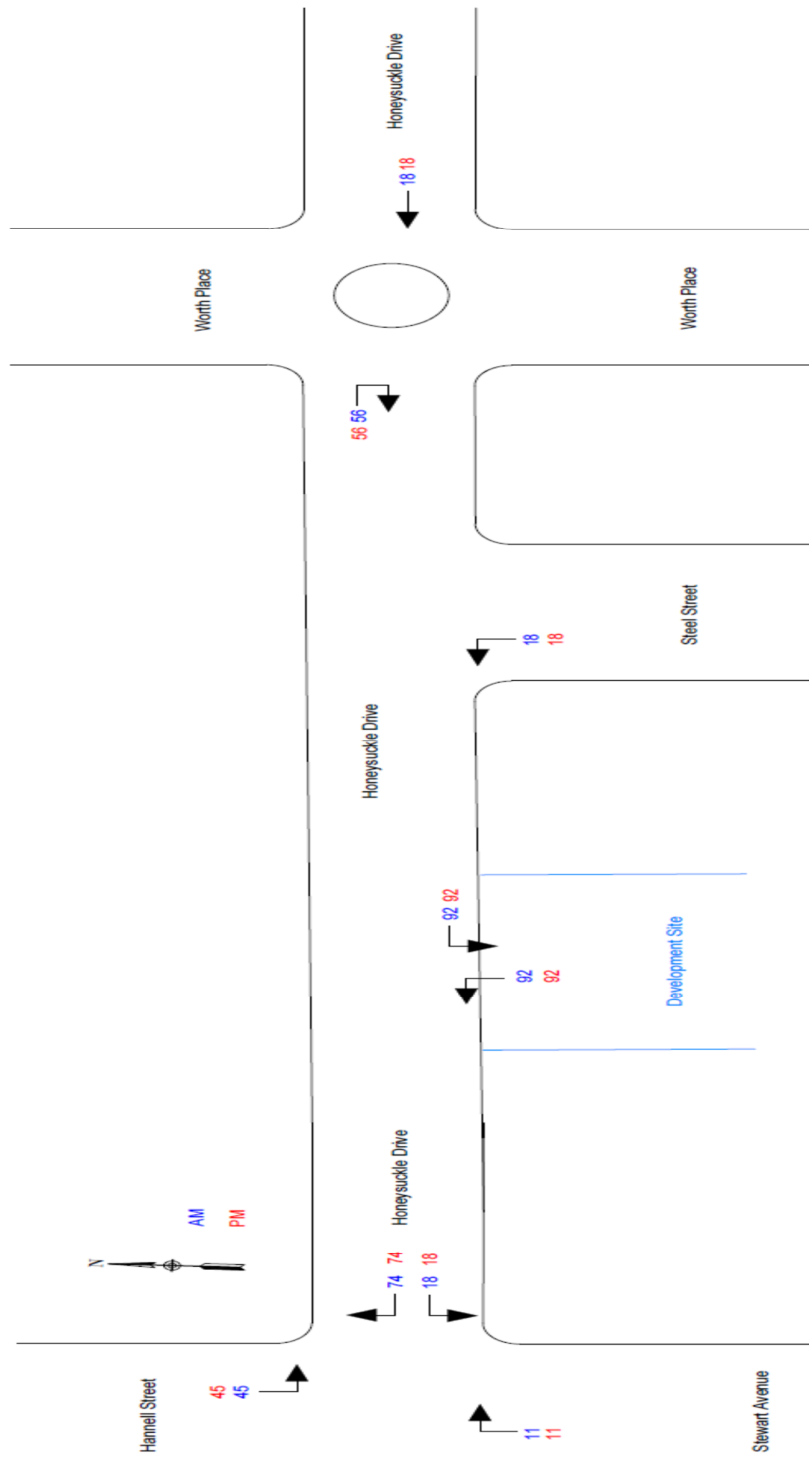 N
Hannell Street
AM
Worth Place
PM
45
45
56 56
Honeysuckle Drive
74 74
Honeysuckle Drive
Honeysuckle Drive
18 18
18 18
92 92
92
92
18
18
11
11
Development Site
Steel Street
Worth Place
Stewart Avenue